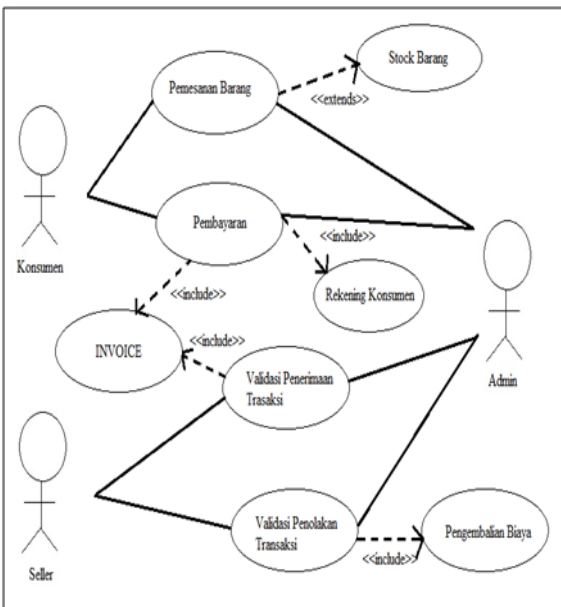 Stock Barang
Pemesanan Barang
<<extends>>
Pembayaran
<<include>>
Konsumen
<<include>>
Rekening Konsumen
<<include>>
INVOICE
Validasi Penerimaan
Trasaksi
Admin
Validasi Penolakan
Transaksi
Pengembalian Biaya
<<include>>
Seller